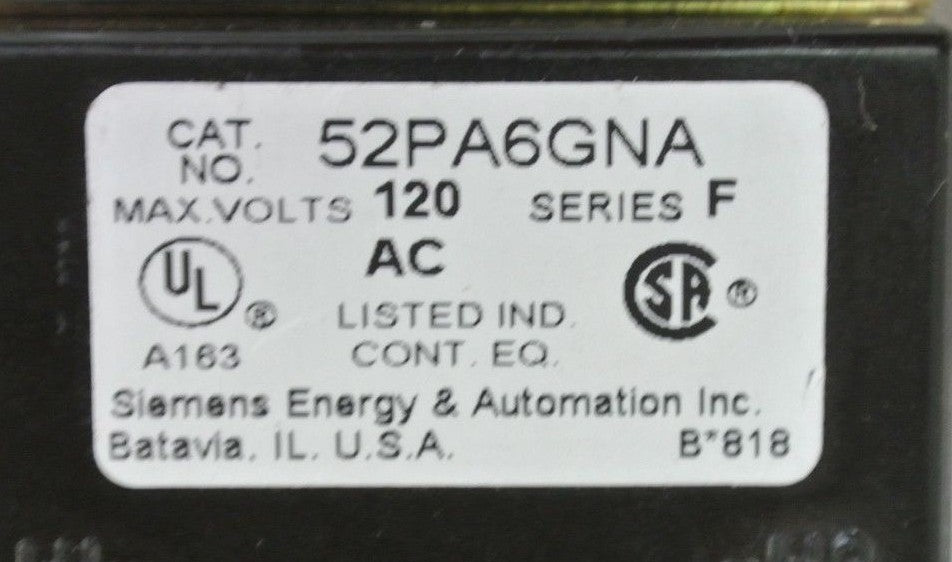 CAT. NO. 52PA6GNA
MAX.VOLTS 120 SERIES F
AC
UL ® SA ®
LISTED IND.
A163 CONT. EQ.
Siemens Energy & Automation Inc.
Batavia, IL. U.S.A. B*818